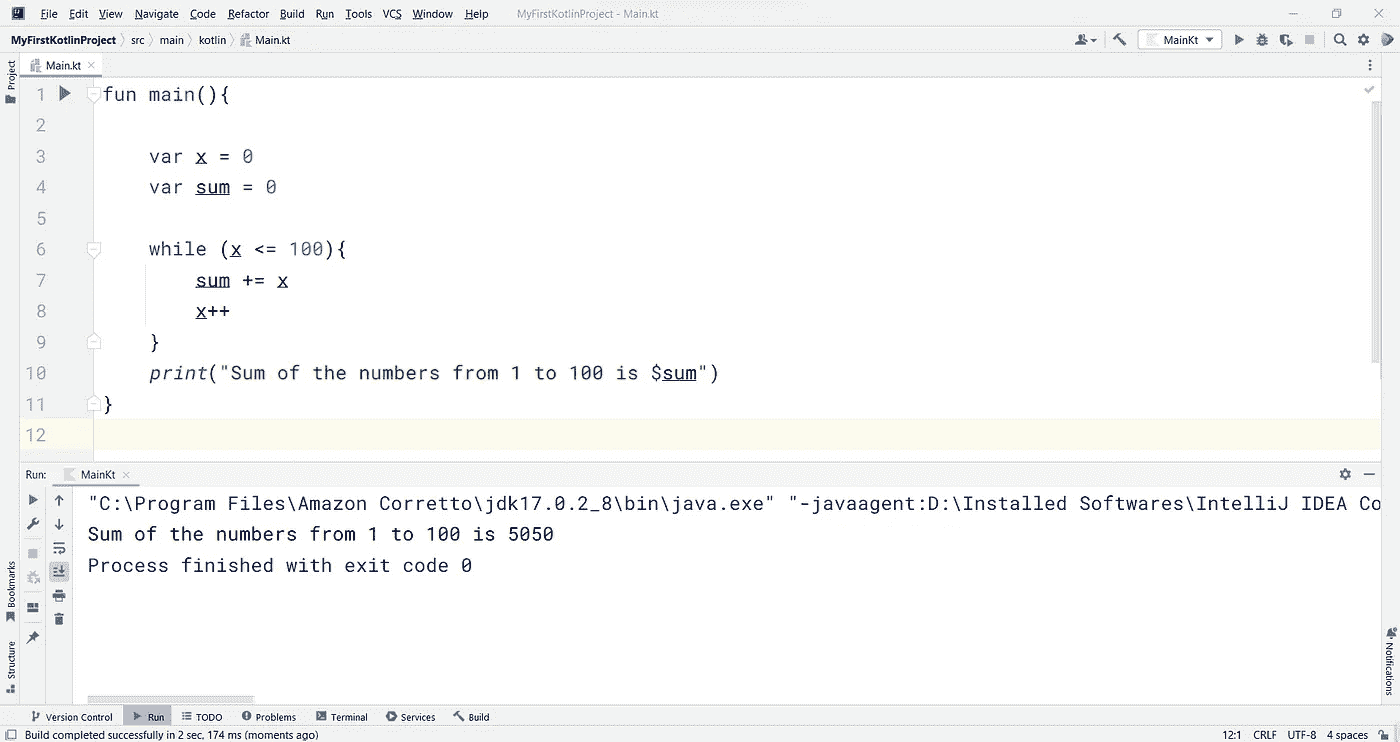 File Edit View Navigate Code Refactor Build Run Tools VCS Window Help MyFirstKotlinProject - Main.kt
MyFirstKotlinProject src main kotlin Main.kt MainKt
Project
Main.kt
1 fun main(){
2
3 var x = 0
4 var sum = 0
5
6 while (x <= 100){
7 sum += x
8 x++
9 }
10 print("Sum of the numbers from 1 to 100 is $sum")
11 }
12
Run: MainKt
"C:\Program Files\Amazon Corretto\jdk17.0.2_8\bin\java.exe" "-javaagent:D:\Installed Softwares\IntelliJ IDEA Co
Sum of the numbers from 1 to 100 is 5050
Process finished with exit code 0
Bookmarks
Structure
Notifications
Version Control Run TODO Problems Terminal Services Build
Build completed successfully in 2 sec, 174 ms (moments ago) 12:1 CRLF UTF-8 4 spaces